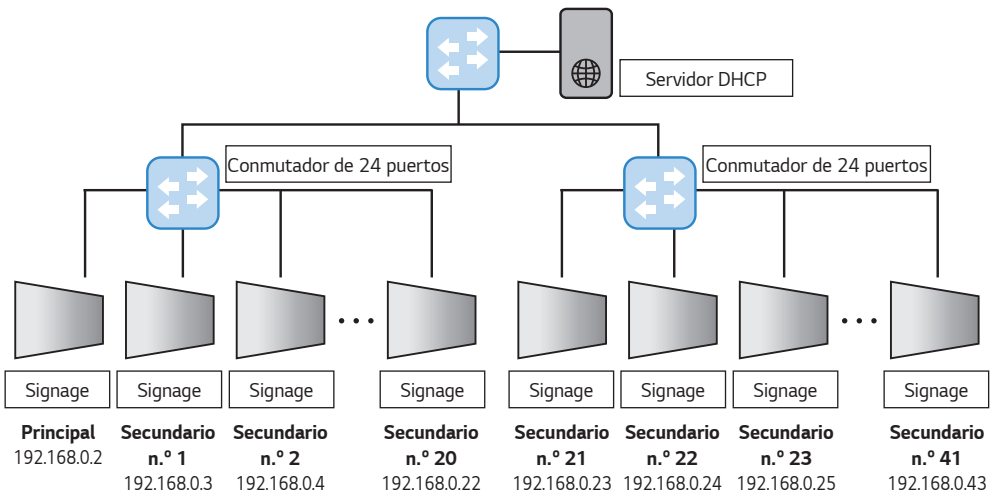 Servidor DHCP
Conmutador de 24 puertos
Conmutador de 24 puertos
Signage
Signage
Signage
Signage
Signage
Signage
Signage
Signage
Principal
192.168.0.2
Secundario
n.º 1
192.168.0.3
Secundario
n.º 2
192.168.0.4
Secundario
n.º 20
192.168.0.22
Secundario
n.º 21
192.168.0.23
Secundario
n.º 22
192.168.0.24
Secundario
n.º 23
192.168.0.25
Secundario
n.º 41
192.168.0.43